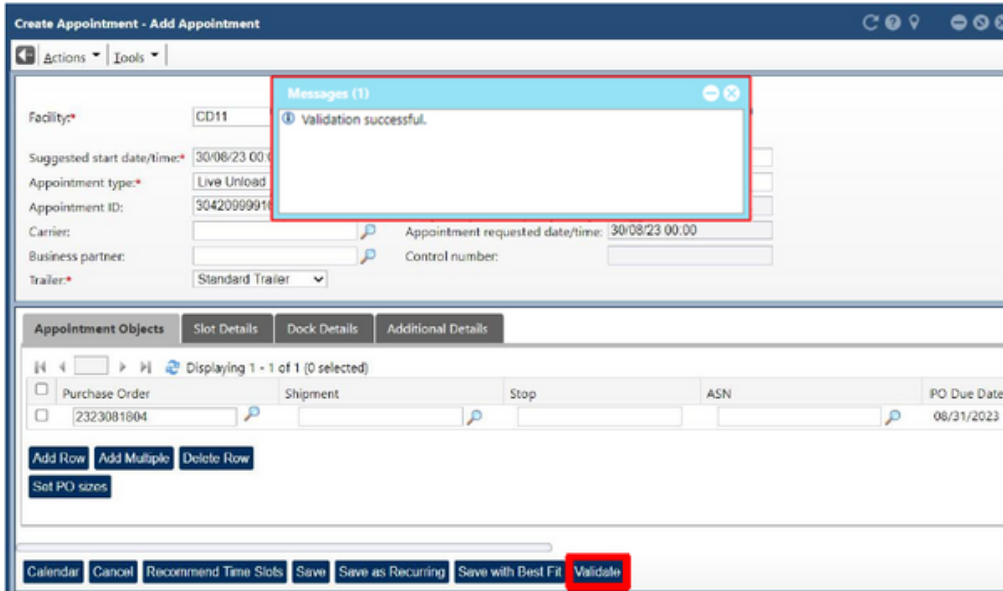 Create Appointment - Add Appointment
Actions Tools
Messages (1)
Validation successful.
Facility:* CD11
Suggested start date/time:* 30/08/23 00:
Appointment type:* Live Unload
Appointment ID: 3042099991
Carrier: Appointment requested date/time: 30/08/23 00:00
Business partner: Control number:
Trailer:* Standard Trailer
Appointment Objects Slot Details Dock Details Additional Details
Displaying 1 - 1 of 1 (0 selected)
Purchase Order Shipment Stop ASN PO Due Date
2323081804 08/31/2023
Add Row Add Multiple Delete Row
Set PO sizes
Calendar Cancel Recommend Time Slots Save Save as Recurring Save with Best Fit Validate